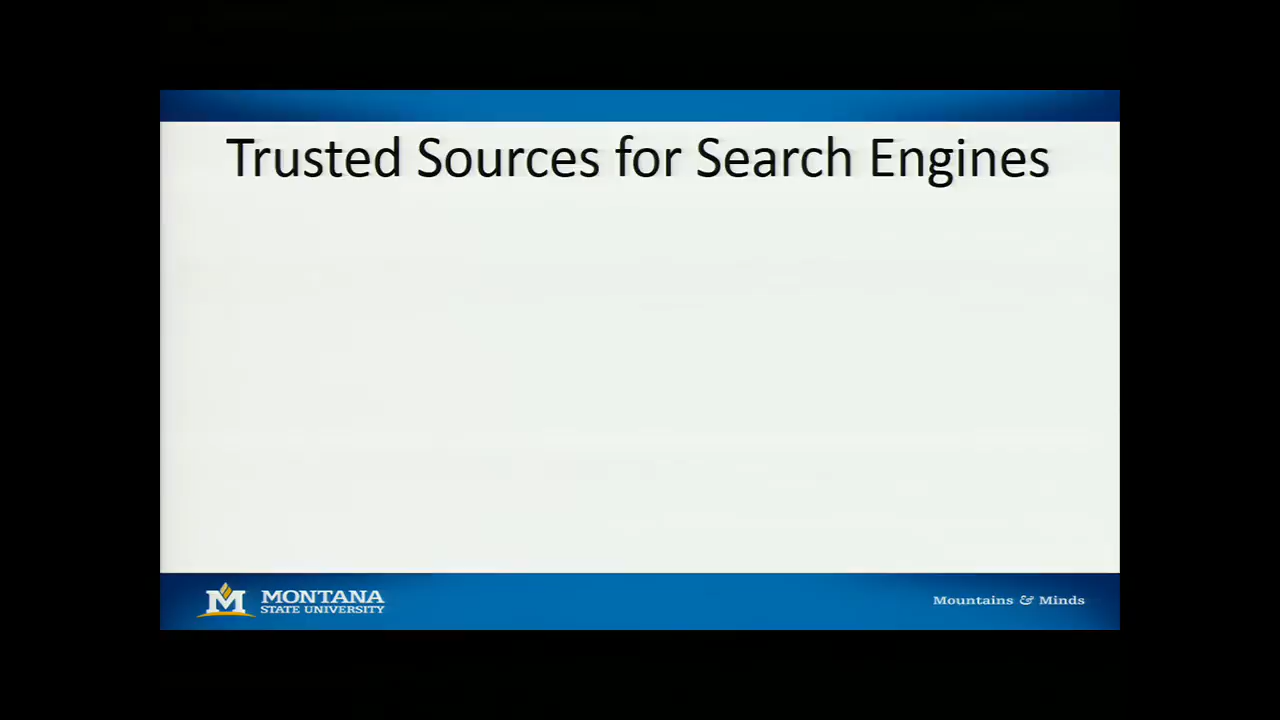 Trusted Sources for Search Engines
M MONTANA
STATE UNIVERSITY
Mountains & Minds